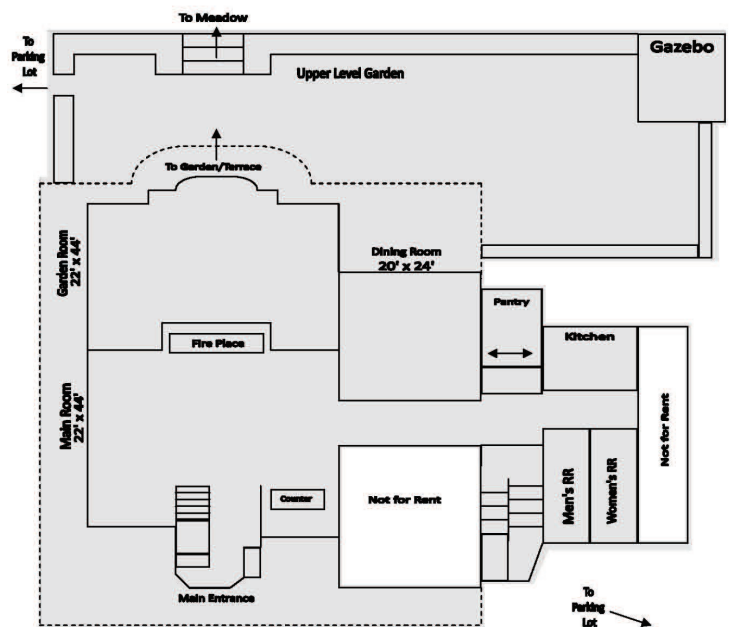 To Meadow
To
Parking
Lot
Gazebo
Upper Level Garden
To Garden/Terrace
Garden Room
22' x 44'
Dining Room
20' x 24'
Pantry
Kitchen
Fire Place
Main Room
22' x 44'
Not for Rent
Counter
Not for Rent
Men's RR
Women's RR
Main Entrance
To
Parking
Lot